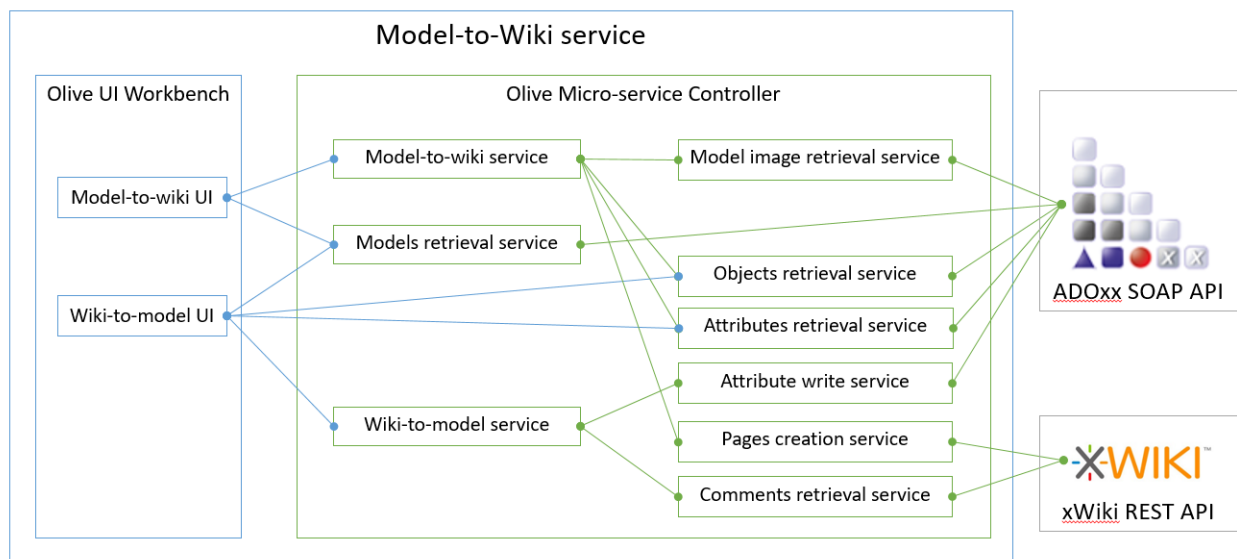 Model-to-Wiki service
Olive UI Workbench
Olive Micro-service Controller
Model-to-wiki service
Model image retrieval service
Model-to-wiki UI
Models retrieval service
Objects retrieval service
ADOxx SOAP API
Wiki-to-model UI
Attributes retrieval service
Attribute write service
Wiki-to-model service
Pages creation service
XWIKI™
Comments retrieval service
xWiki REST API